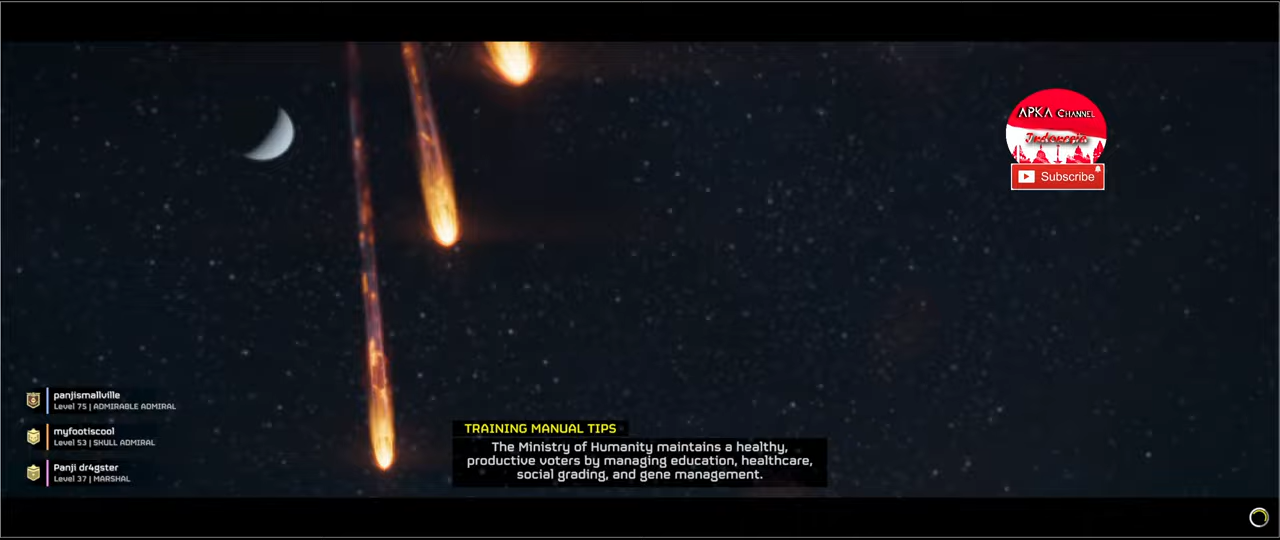 APKA CHANNEL
Indonesia
Subscribe
panjismallville
Level 75 | ADMIRABLE ADMIRAL
myfootiscool
Level 53 | SKULL ADMIRAL
Panji dr4gster
Level 37 | MARSHAL
TRAINING MANUAL TIPS
The Ministry of Humanity maintains a healthy,
productive voters by managing education, healthcare,
social grading, and gene management.